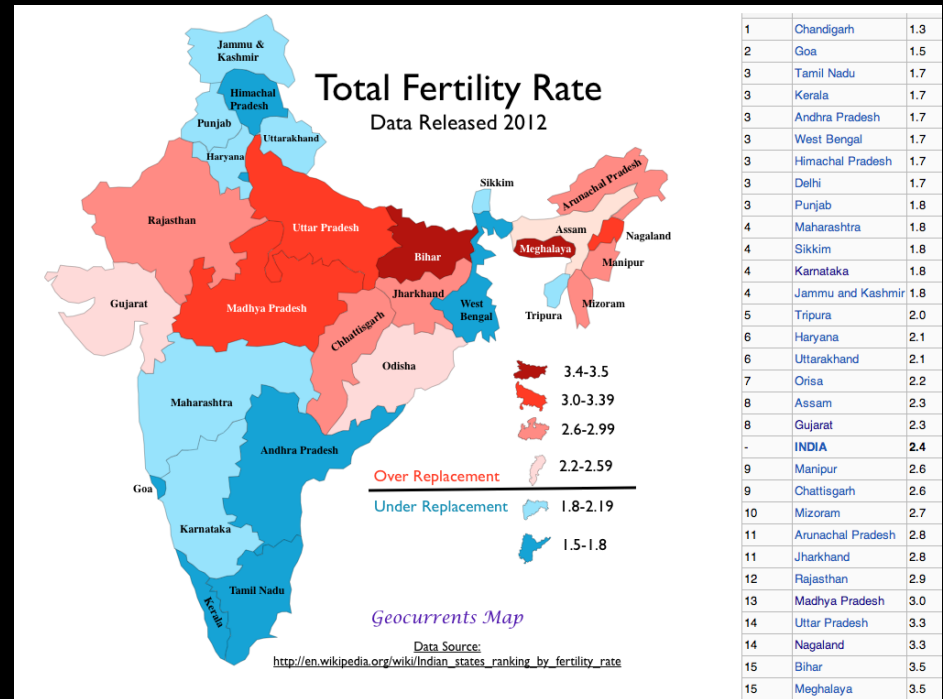 Total Fertility Rate
Data Released 2012
Jammu &
Kashmir
Himachal
Pradesh
Punjab
Uttarakhand
Haryana
Rajasthan
Uttar Pradesh
Sikkim
Arunachal Pradesh
Assam
Nagaland
Meghalaya
Manipur
Bihar
Gujarat
Madhya Pradesh
Jharkhand
West
Bengal
Tripura
Mizoram
Chhattisgarh
Odisha
Maharashtra
Andhra Pradesh
Goa
Karnataka
Tamil Nadu
Kerala
3.4-3.5
3.0-3.39
2.6-2.99
2.2-2.59
Over Replacement
Under Replacement
1.8-2.19
1.5-1.8
Geocurrents Map
Data Source:
http://en.wikipedia.org/wiki/Indian_states_ranking_by_fertility_rate
1 Chandigarh 1.3
2 Goa 1.5
3 Tamil Nadu 1.7
3 Kerala 1.7
3 Andhra Pradesh 1.7
3 West Bengal 1.7
3 Himachal Pradesh 1.7
3 Delhi 1.7
3 Punjab 1.8
4 Maharashtra 1.8
4 Sikkim 1.8
4 Karnataka 1.8
4 Jammu and Kashmir 1.8
5 Tripura 2.0
6 Haryana 2.1
6 Uttarakhand 2.1
7 Orisa 2.2
8 Assam 2.3
8 Gujarat 2.3
- INDIA 2.4
9 Manipur 2.6
9 Chattisgarh 2.6
10 Mizoram 2.7
11 Arunachal Pradesh 2.8
11 Jharkhand 2.8
12 Rajasthan 2.9
13 Madhya Pradesh 3.0
14 Uttar Pradesh 3.3
14 Nagaland 3.3
15 Bihar 3.5
15 Meghalaya 3.5